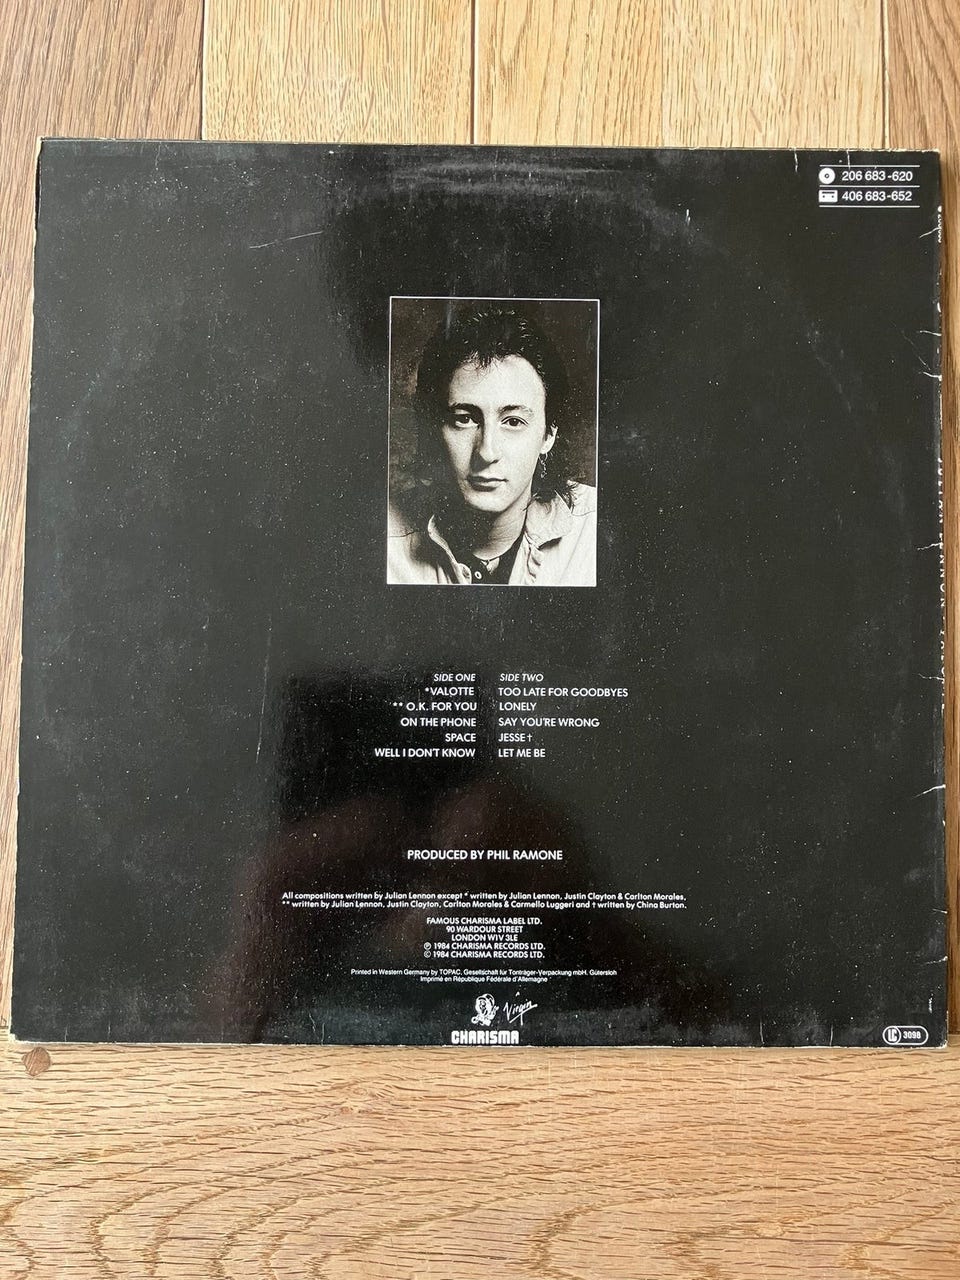 206 683-620
406 683-652
SIDE ONE
*VALOTTE
** O.K. FOR YOU
ON THE PHONE
SPACE
WELL I DON'T KNOW
SIDE TWO
TOO LATE FOR GOODBYES
LONELY
SAY YOU'RE WRONG
JESSE †
LET ME BE
PRODUCED BY PHIL RAMONE
All compositions written by Julian Lennon except * written by Julian Lennon, Justin Clayton & Carlton Morales,
** written by Julian Lennon, Justin Clayton, Carlton Morales & Carmello Luggeri and † written by China Burton.
FAMOUS CHARISMA LABEL LTD.
90 WARDOUR STREET
LONDON W1V 3LE
℗ 1984 CHARISMA RECORDS LTD.
© 1984 CHARISMA RECORDS LTD.
Printed in Western Germany by TOPAC, Gesellschaft für Tonträger-Verpackung mbH. Gütersloh
Imprimé en République Fédérale d'Allemagne
Virgin
CHARISMA
LC 3098